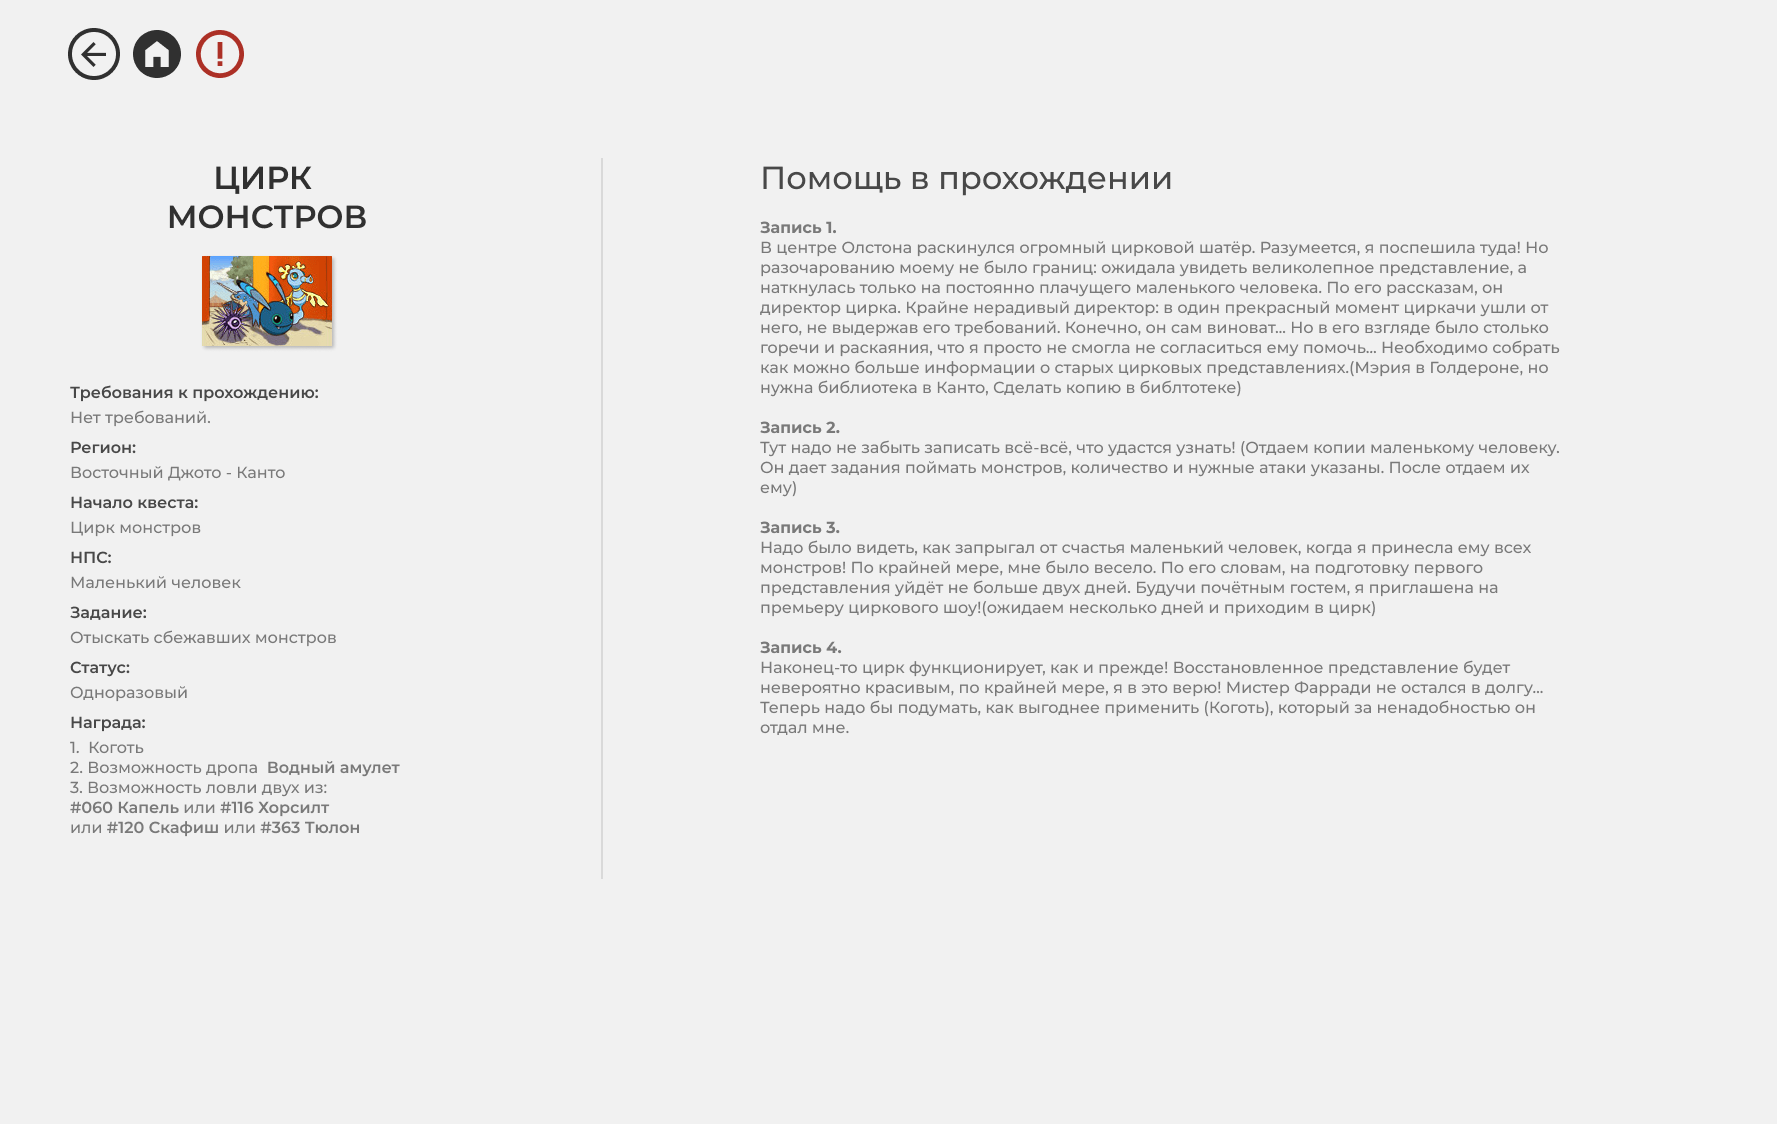 ЦИРК
МОНСТРОВ
Требования к прохождению:
Нет требований.
Регион:
Восточный Джото - Канто
Начало квеста:
Цирк монстров
НПС:
Маленький человек
Задание:
Отыскать сбежавших монстров
Статус:
Одноразовый
Награда:
1. Коготь
2. Возможность дропа Водный амулет
3. Возможность ловли двух из:
#060 Капель или #116 Хорсилт
или #120 Скафиш или #363 Тюлон
Помощь в прохождении
Запись 1.
В центре Олстона раскинулся огромный цирковой шатёр. Разумеется, я поспешила туда! Но
разочарованию моему не было границ: ожидала увидеть великолепное представление, а
наткнулась только на постоянно плачущего маленького человека. По его рассказам, он
директор цирка. Крайне нерадивый директор: в один прекрасный момент циркачи ушли от
него, не выдержав его требований. Конечно, он сам виноват... Но в его взгляде было столько
горечи и раскаяния, что я просто не смогла не согласиться ему помочь... Необходимо собрать
как можно больше информации о старых цирковых представлениях.(Мэрия в Голдероне, но
нужна библиотека в Канто, Сделать копию в библтотеке)
Запись 2.
Тут надо не забыть записать всё-всё, что удастся узнать! (Отдаем копии маленькому человеку.
Он дает задания поймать монстров, количество и нужные атаки указаны. После отдаем их
ему)
Запись 3.
Надо было видеть, как запрыгал от счастья маленький человек, когда я принесла ему всех
монстров! По крайней мере, мне было весело. По его словам, на подготовку первого
представления уйдёт не больше двух дней. Будучи почётным гостем, я приглашена на
премьеру циркового шоу!(ожидаем несколько дней и приходим в цирк)
Запись 4.
Наконец-то цирк функционирует, как и прежде! Восстановленное представление будет
невероятно красивым, по крайней мере, я в это верю! Мистер Фарради не остался в долгу...
Теперь надо бы подумать, как выгоднее применить (Коготь), который за ненадобностью он
отдал мне.